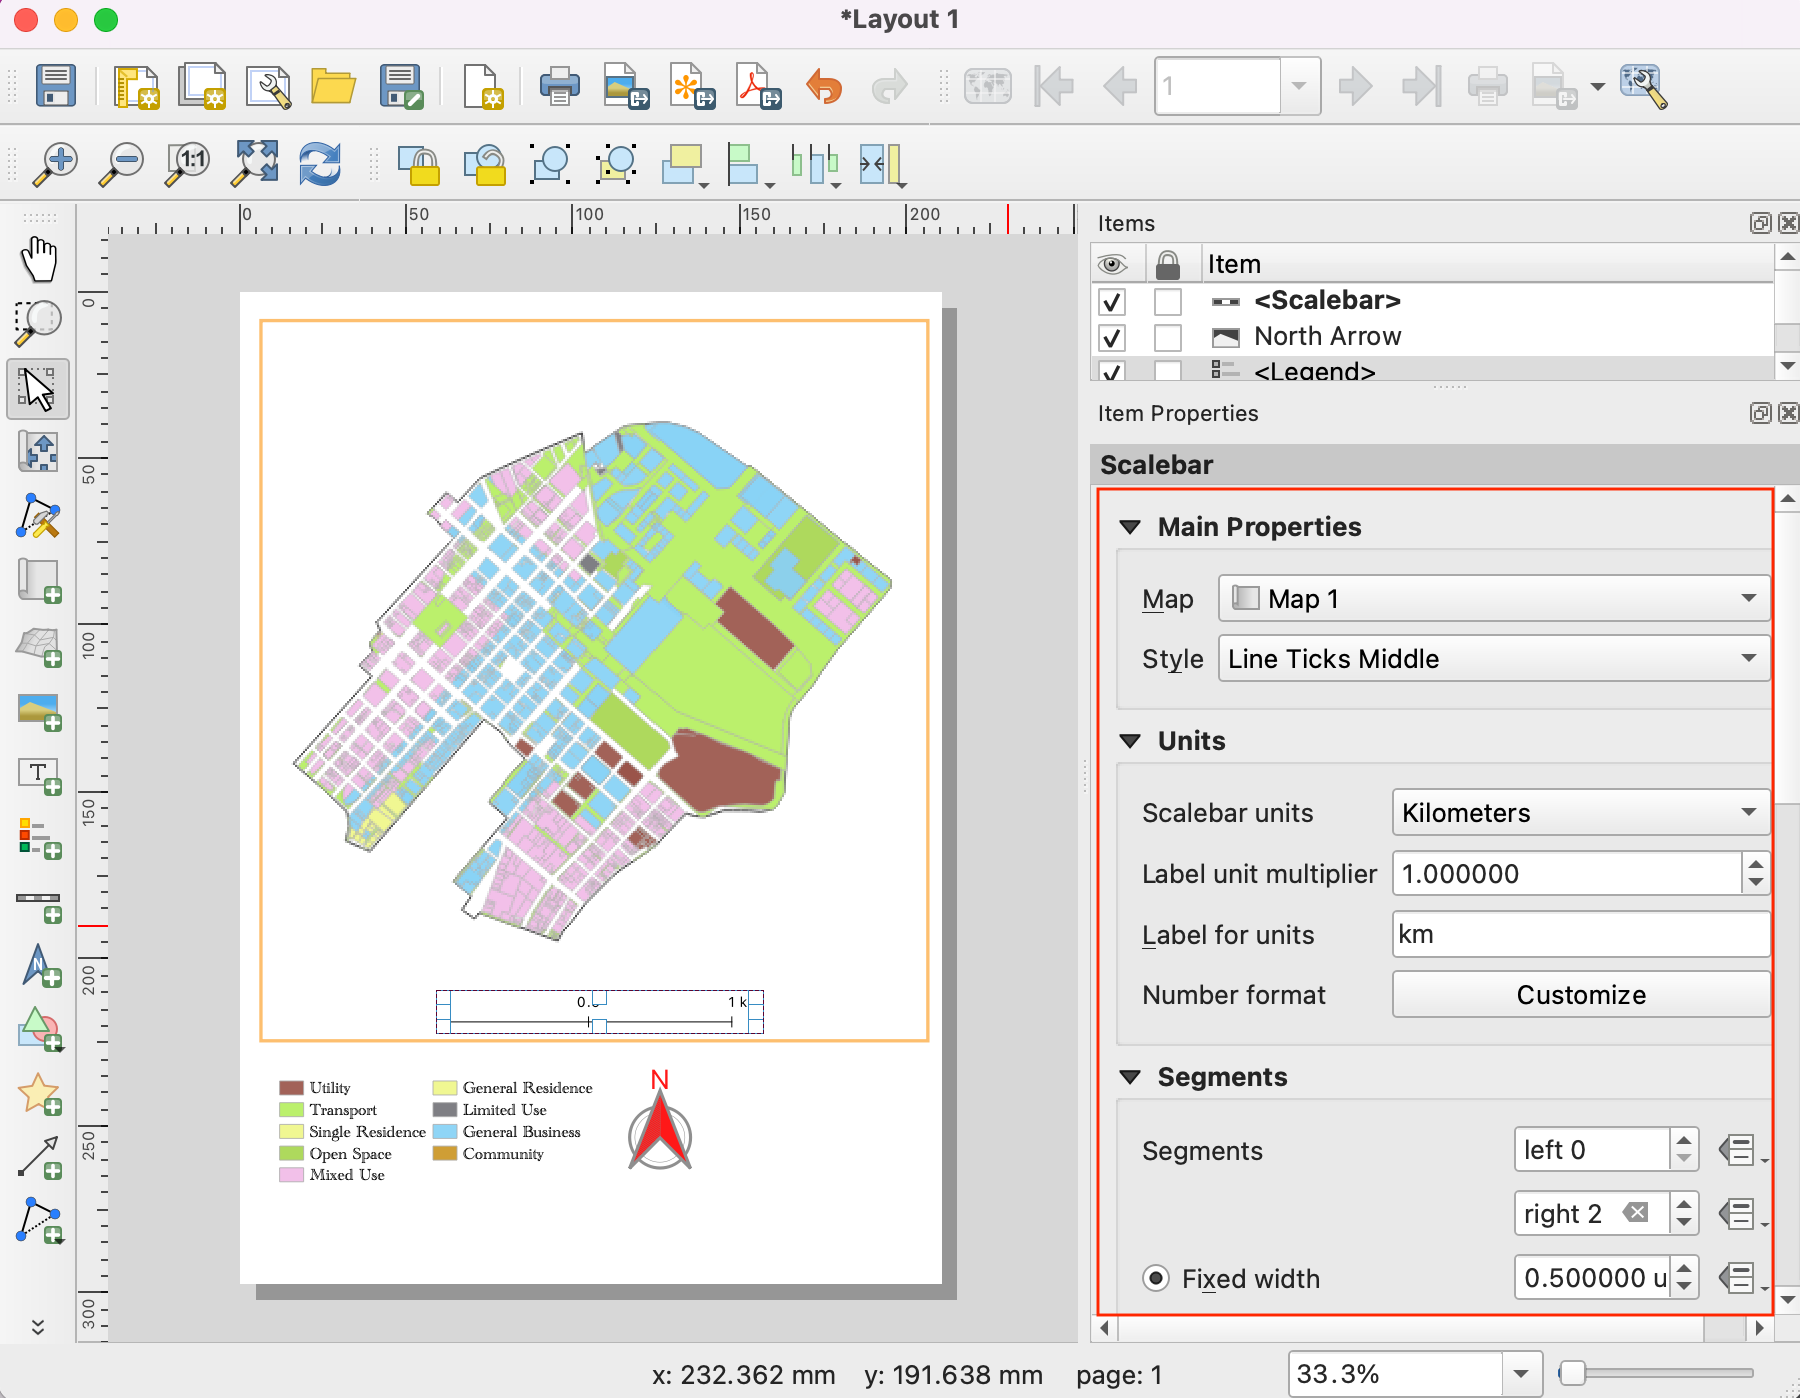 *Layout 1
1
1:1
0 50 100 150 200
0
50
100
150
200
250
300
Items
Item
<Scalebar>
North Arrow
<Legend>
Item Properties
Scalebar
Main Properties
Map Map 1
Style Line Ticks Middle
Units
Scalebar units Kilometers
Label unit multiplier 1.000000
Label for units km
Number format Customize
Segments
Segments left 0
right 2
Fixed width 0.500000 u
T
N
1 k
N
Utility
Transport
Single Residence
Open Space
Mixed Use
General Residence
Limited Use
General Business
Community
x: 232.362 mm y: 191.638 mm page: 1 33.3%